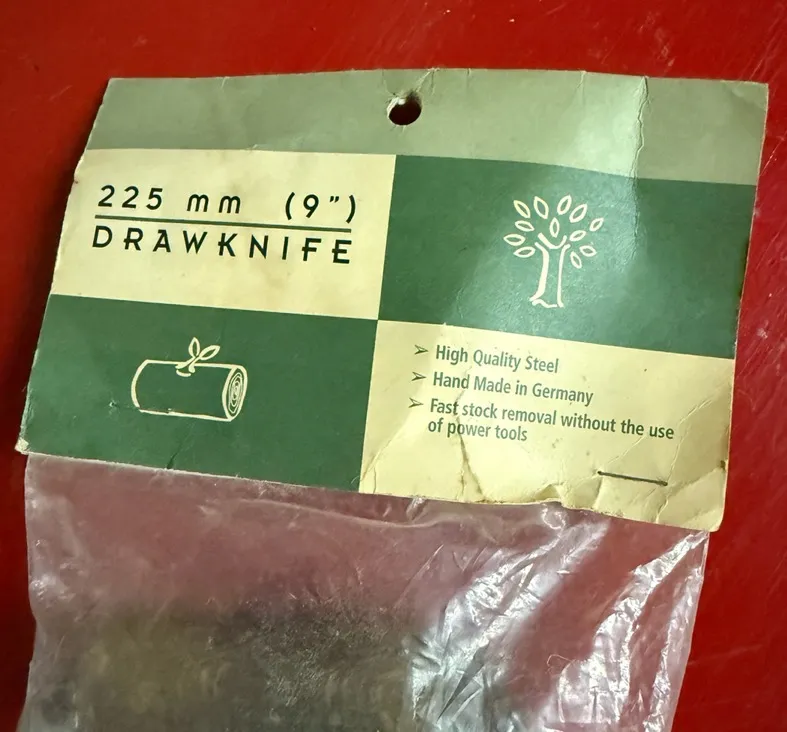 225 mm (9")
DRAWKNIFE
High Quality Steel
Hand Made in Germany
Fast stock removal without the use
of power tools